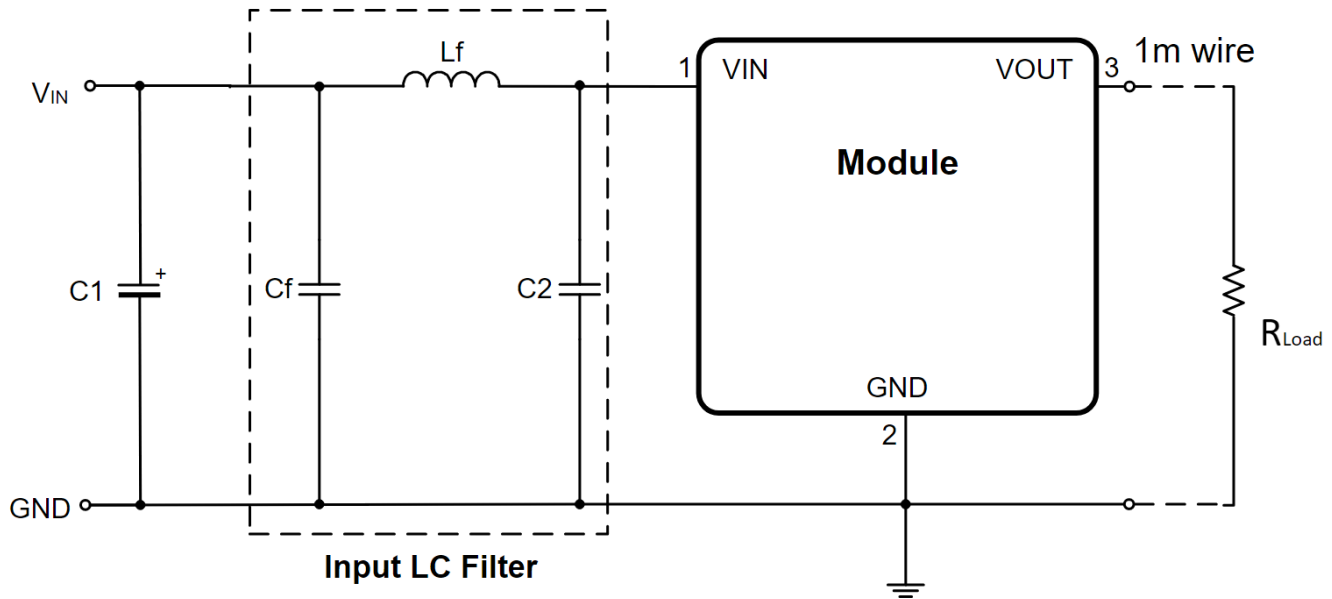 Lf
1 VIN VOUT 3 1m wire
VIN
Module
C1 + Cf C2
RLoad
GND
2
GND
Input LC Filter